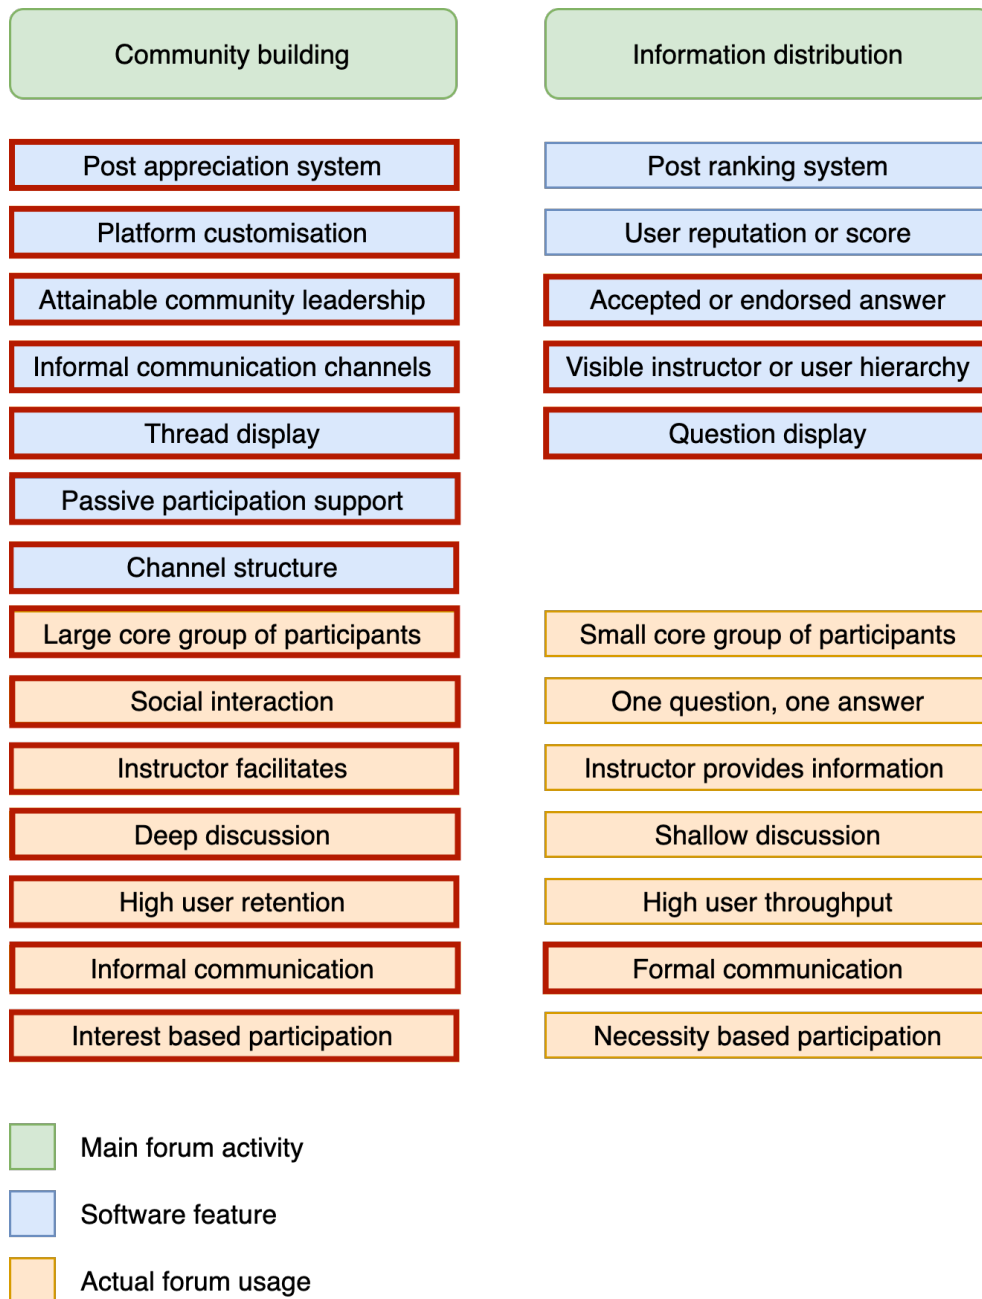 Community building
Information distribution
Post appreciation system
Post ranking system
Platform customisation
User reputation or score
Attainable community leadership
Accepted or endorsed answer
Informal communication channels
Visible instructor or user hierarchy
Thread display
Question display
Passive participation support
Channel structure
Large core group of participants
Small core group of participants
Social interaction
One question, one answer
Instructor facilitates
Instructor provides information
Deep discussion
Shallow discussion
High user retention
High user throughput
Informal communication
Formal communication
Interest based participation
Necessity based participation
Main forum activity
Software feature
Actual forum usage